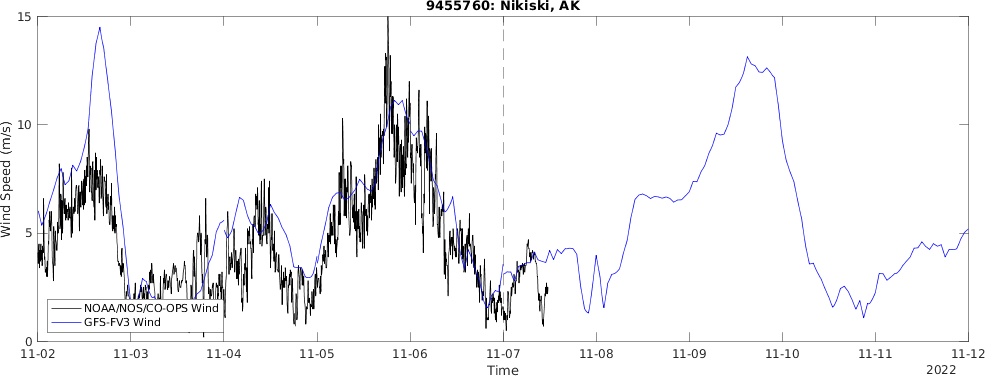 9455760: Nikiski, AK
Wind Speed (m/s)
15
10
5
0
NOAA/NOS/CO-OPS Wind
GFS-FV3 Wind
11-02 11-03 11-04 11-05 11-06 11-07 11-08 11-09 11-10 11-11 11-12
Time
2022